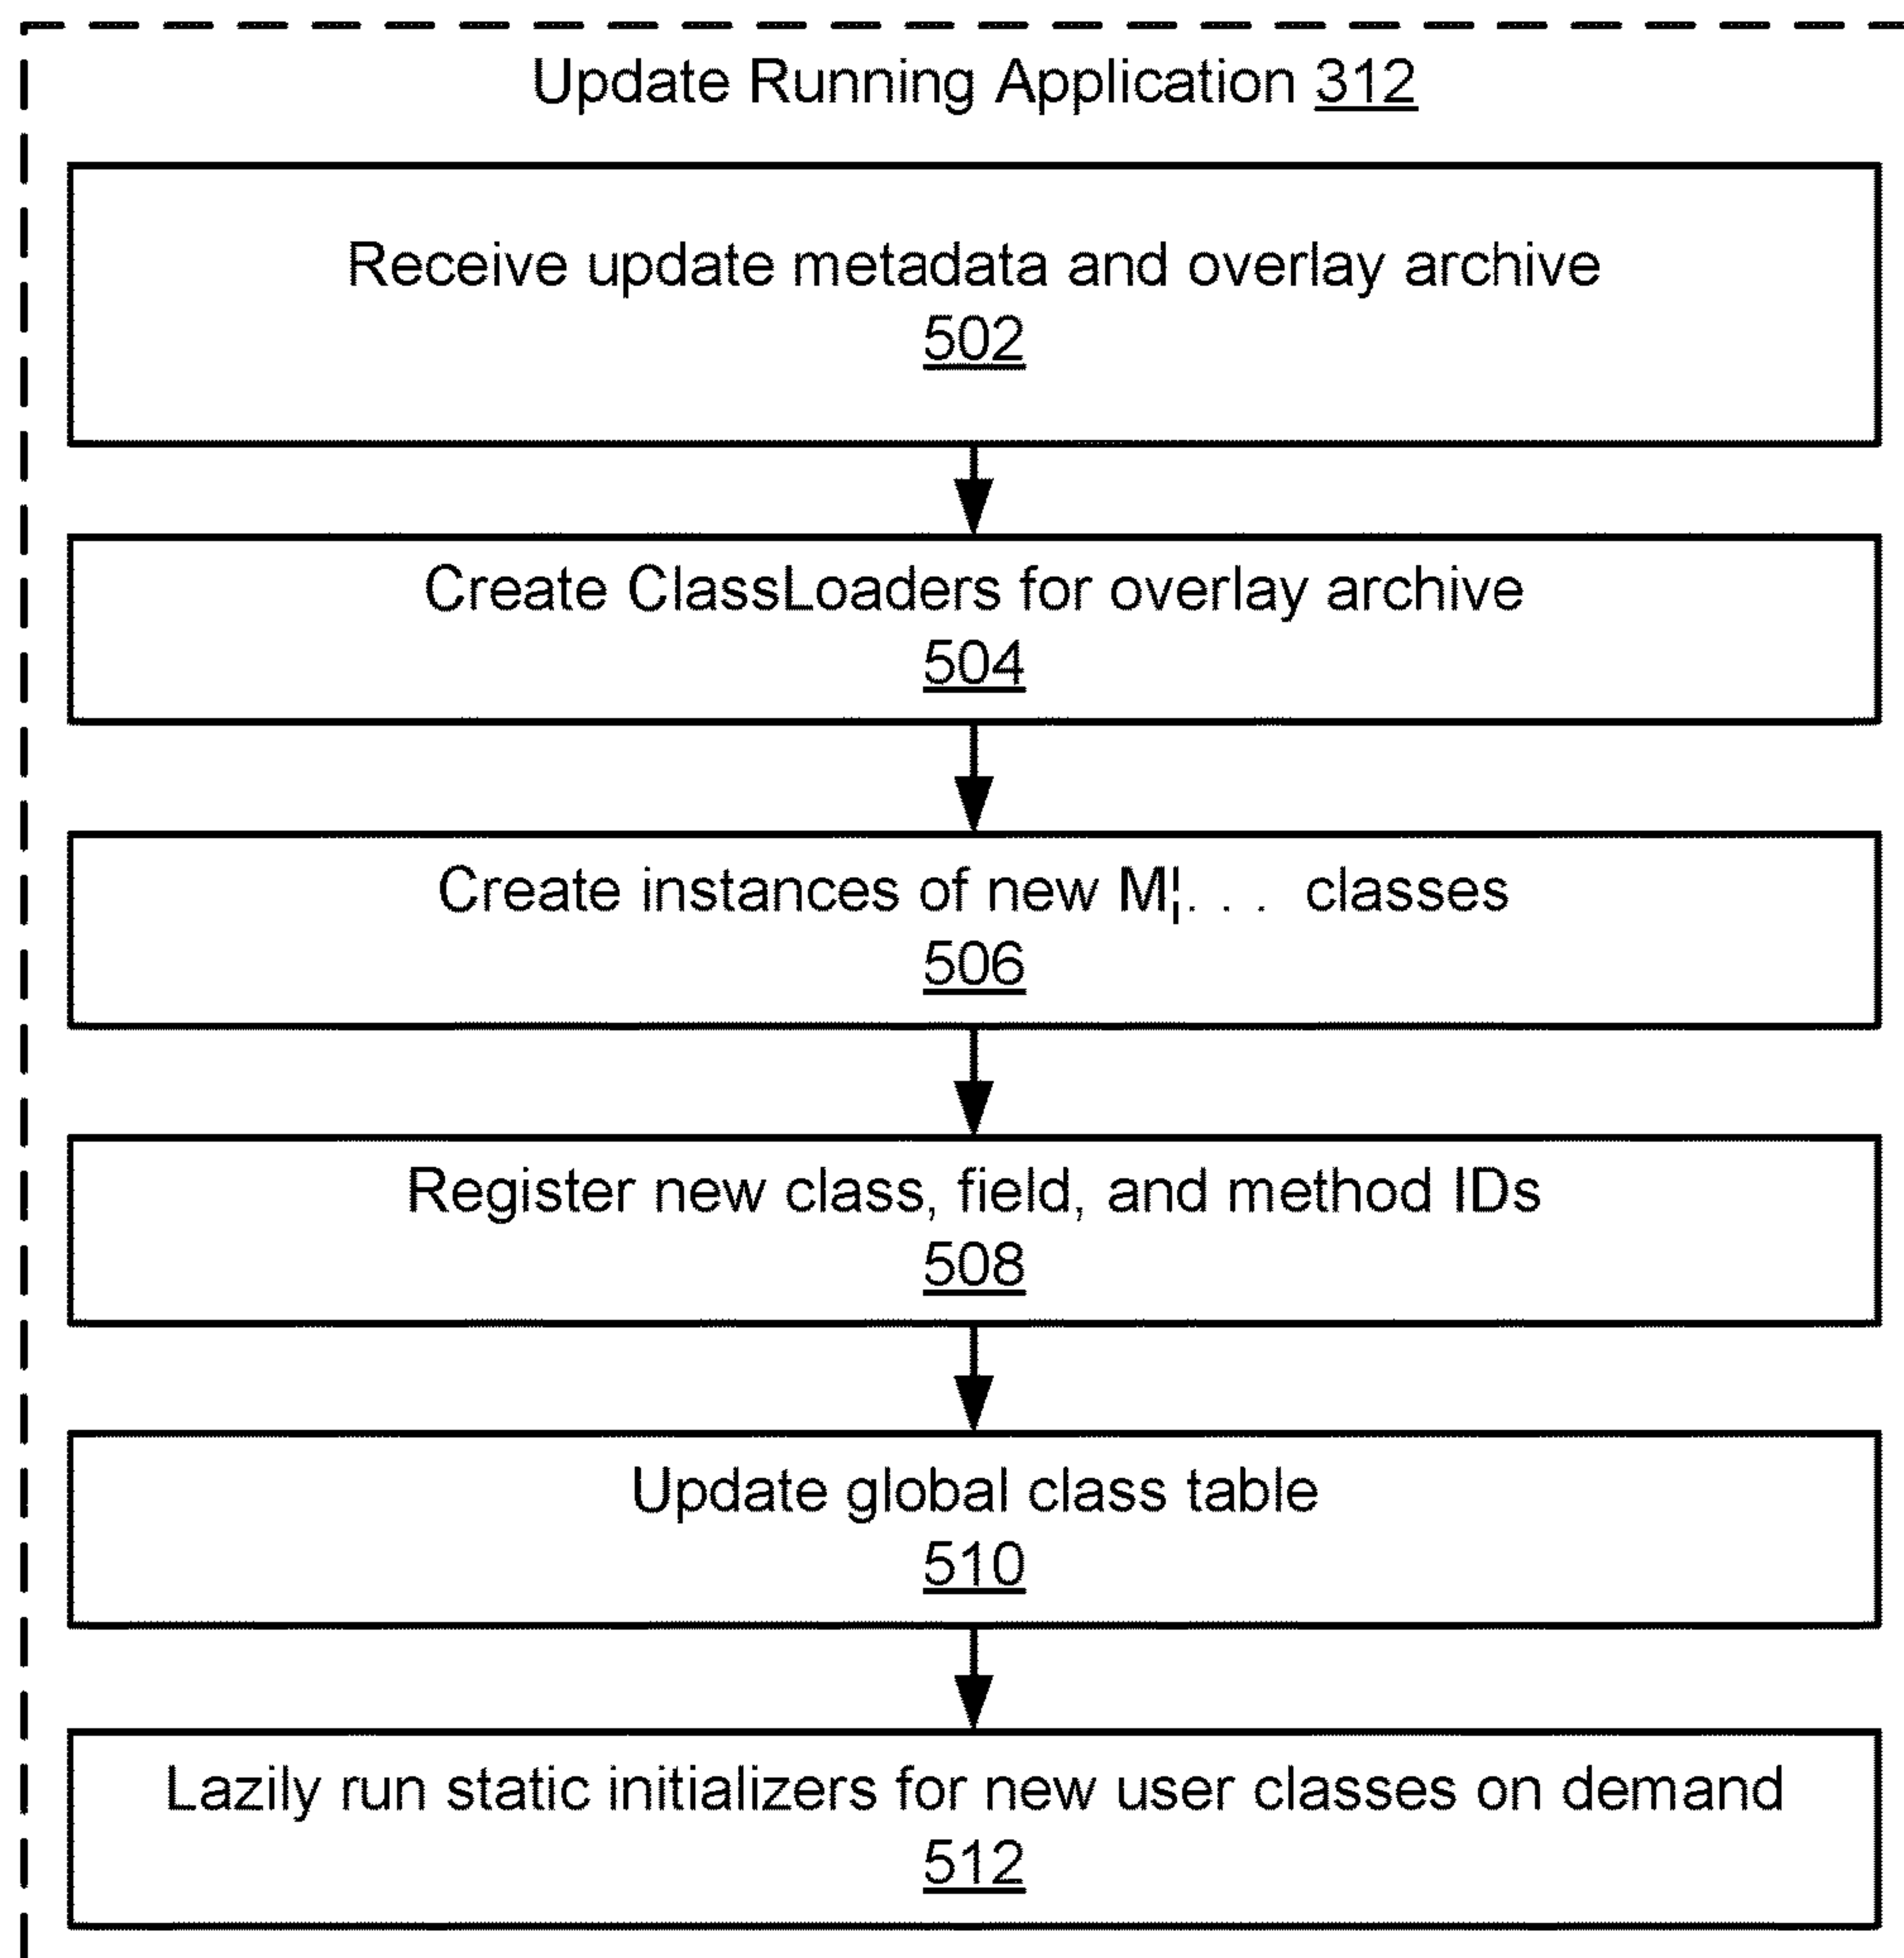 Update Running Application 312
Receive update metadata and overlay archive
502
Create ClassLoaders for overlay archive
504
Create instances of new M¦. . . classes
506
Register new class, field, and method IDs
508
Update global class table
510
Lazily run static initializers for new user classes on demand
512